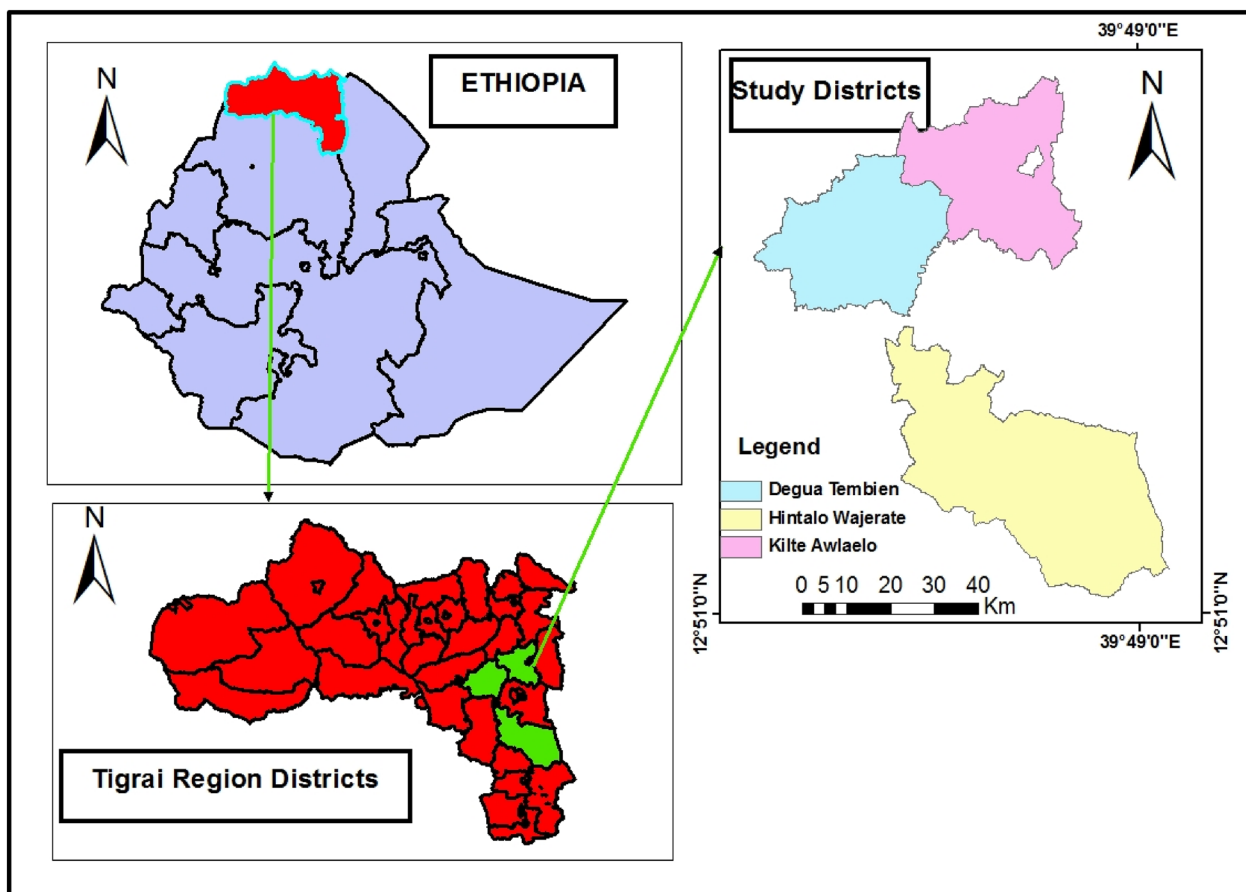 N
ETHIOPIA
N
Tigrai Region Districts
39°49'0"E
Study Districts
N
Legend
Degua Tembien
Hintalo Wajerate
Kilte Awlaelo
0 5 10 20 30 40
Km
12°51'0"N
12°51'0"N
39°49'0"E